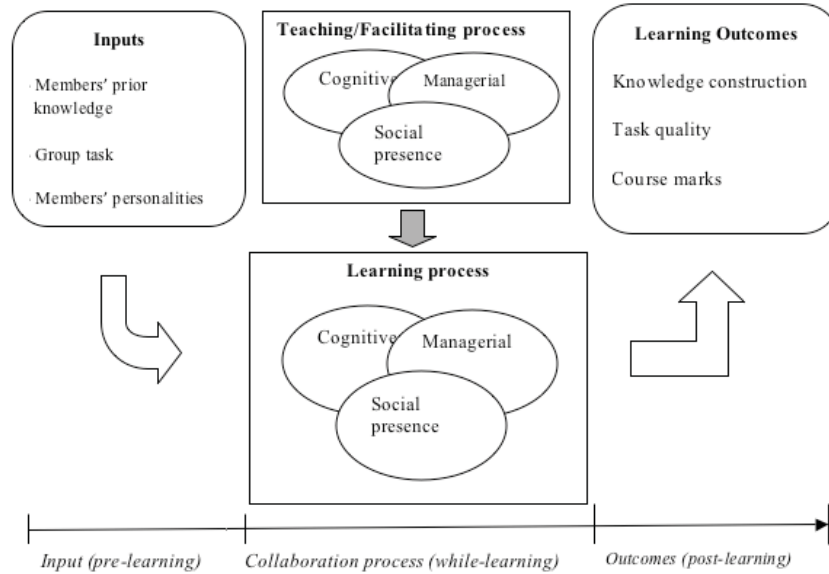 Inputs
· Members’ prior
knowledge
· Group task
· Members’ personalities
Teaching/Facilitating process
Cognitive
Managerial
Social
presence
Learning Outcomes
Knowledge construction
Task quality
Course marks
Learning process
Cognitive
Managerial
Social
presence
Input (pre-learning)
Collaboration process (while-learning)
Outcomes (post-learning)